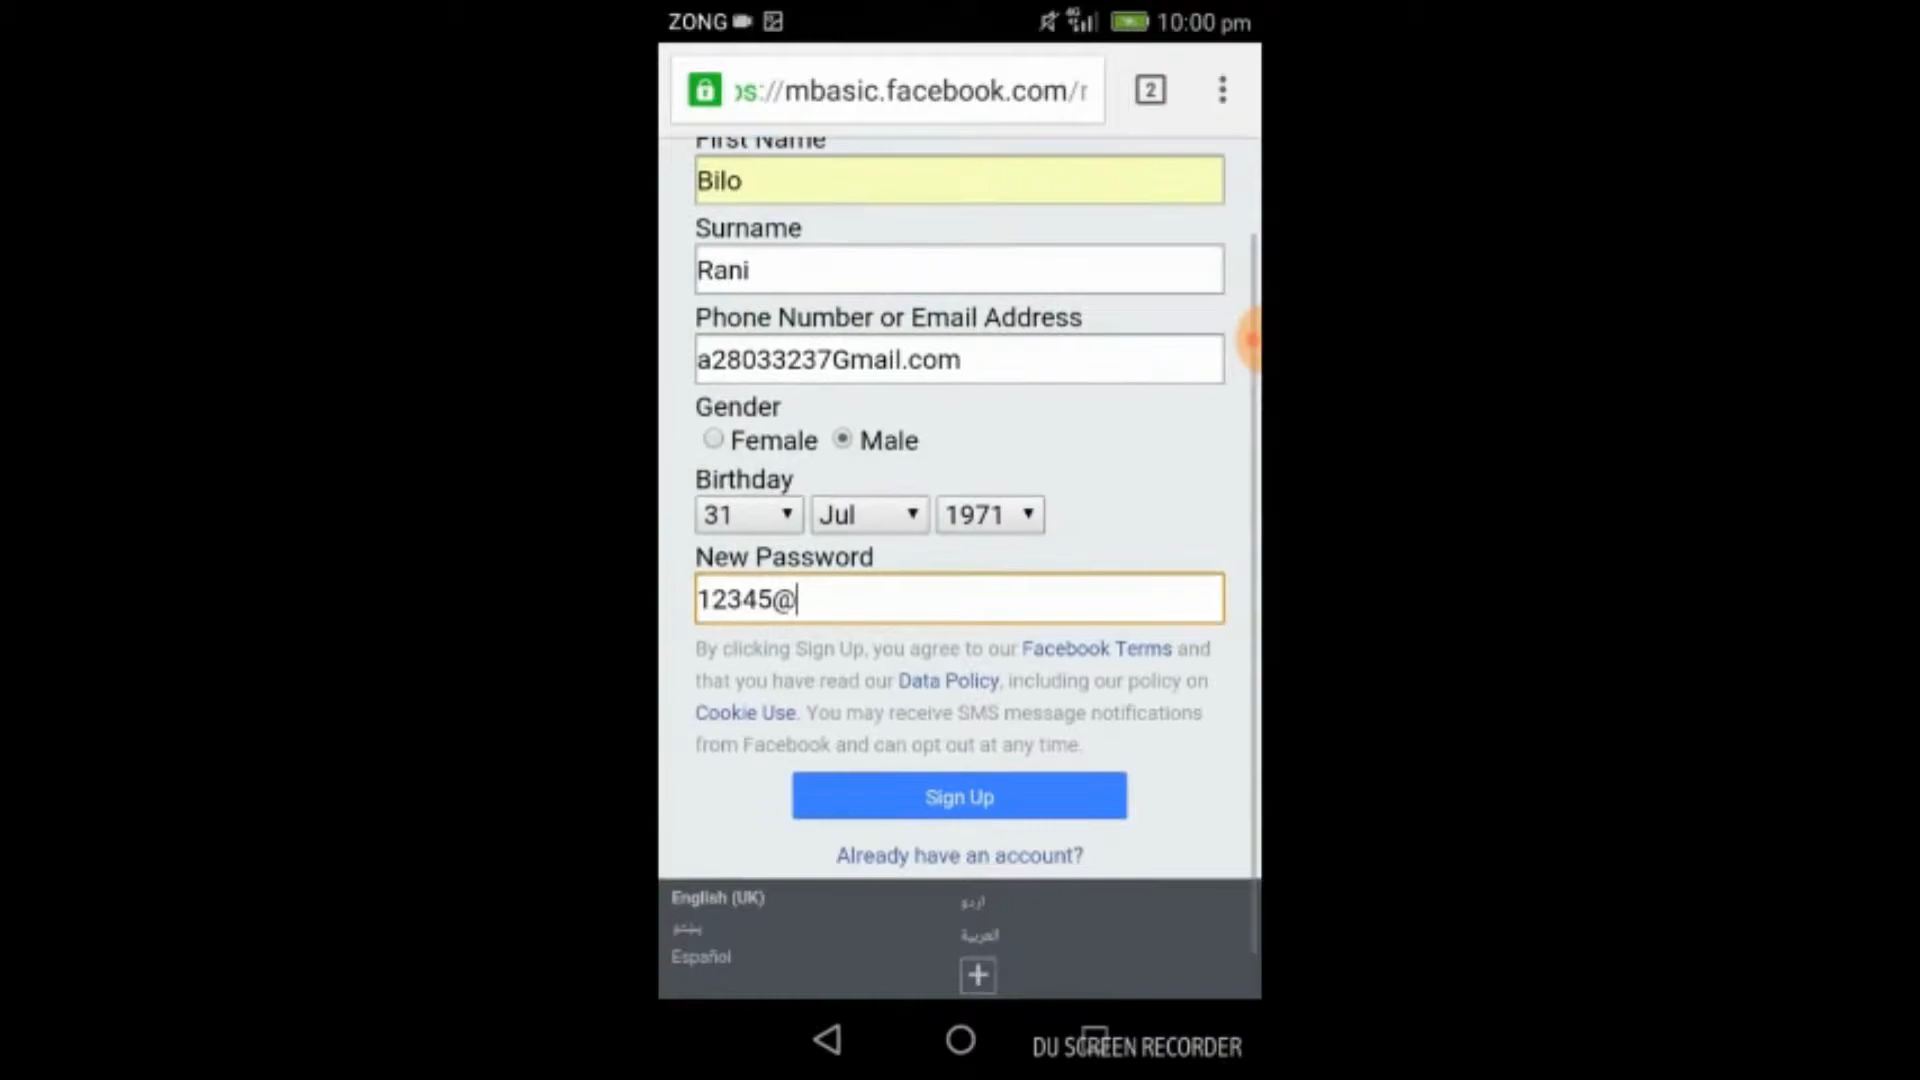 ZONG 4G 10:00 pm
ps://mbasic.facebook.com/r 2
First Name
Bilo
Surname
Rani
Phone Number or Email Address
a28033237Gmail.com
Gender
Female Male
Birthday
31 Jul 1971
New Password
12345@
By clicking Sign Up, you agree to our Facebook Terms and
that you have read our Data Policy, including our policy on
Cookie Use. You may receive SMS message notifications
from Facebook and can opt out at any time.
Sign Up
Already have an account?
English (UK) اردو
پښتو العربية
Español
DU SCREEN RECORDER